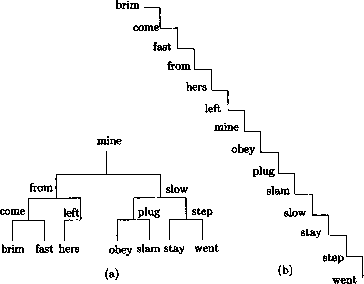 brim
come
fast
from
hers
left
mine
obey
plug
slam
slow
stay
step
went
(b)
mine
from slow
come left plug step
brim fast hers obey slam stay went
(a)